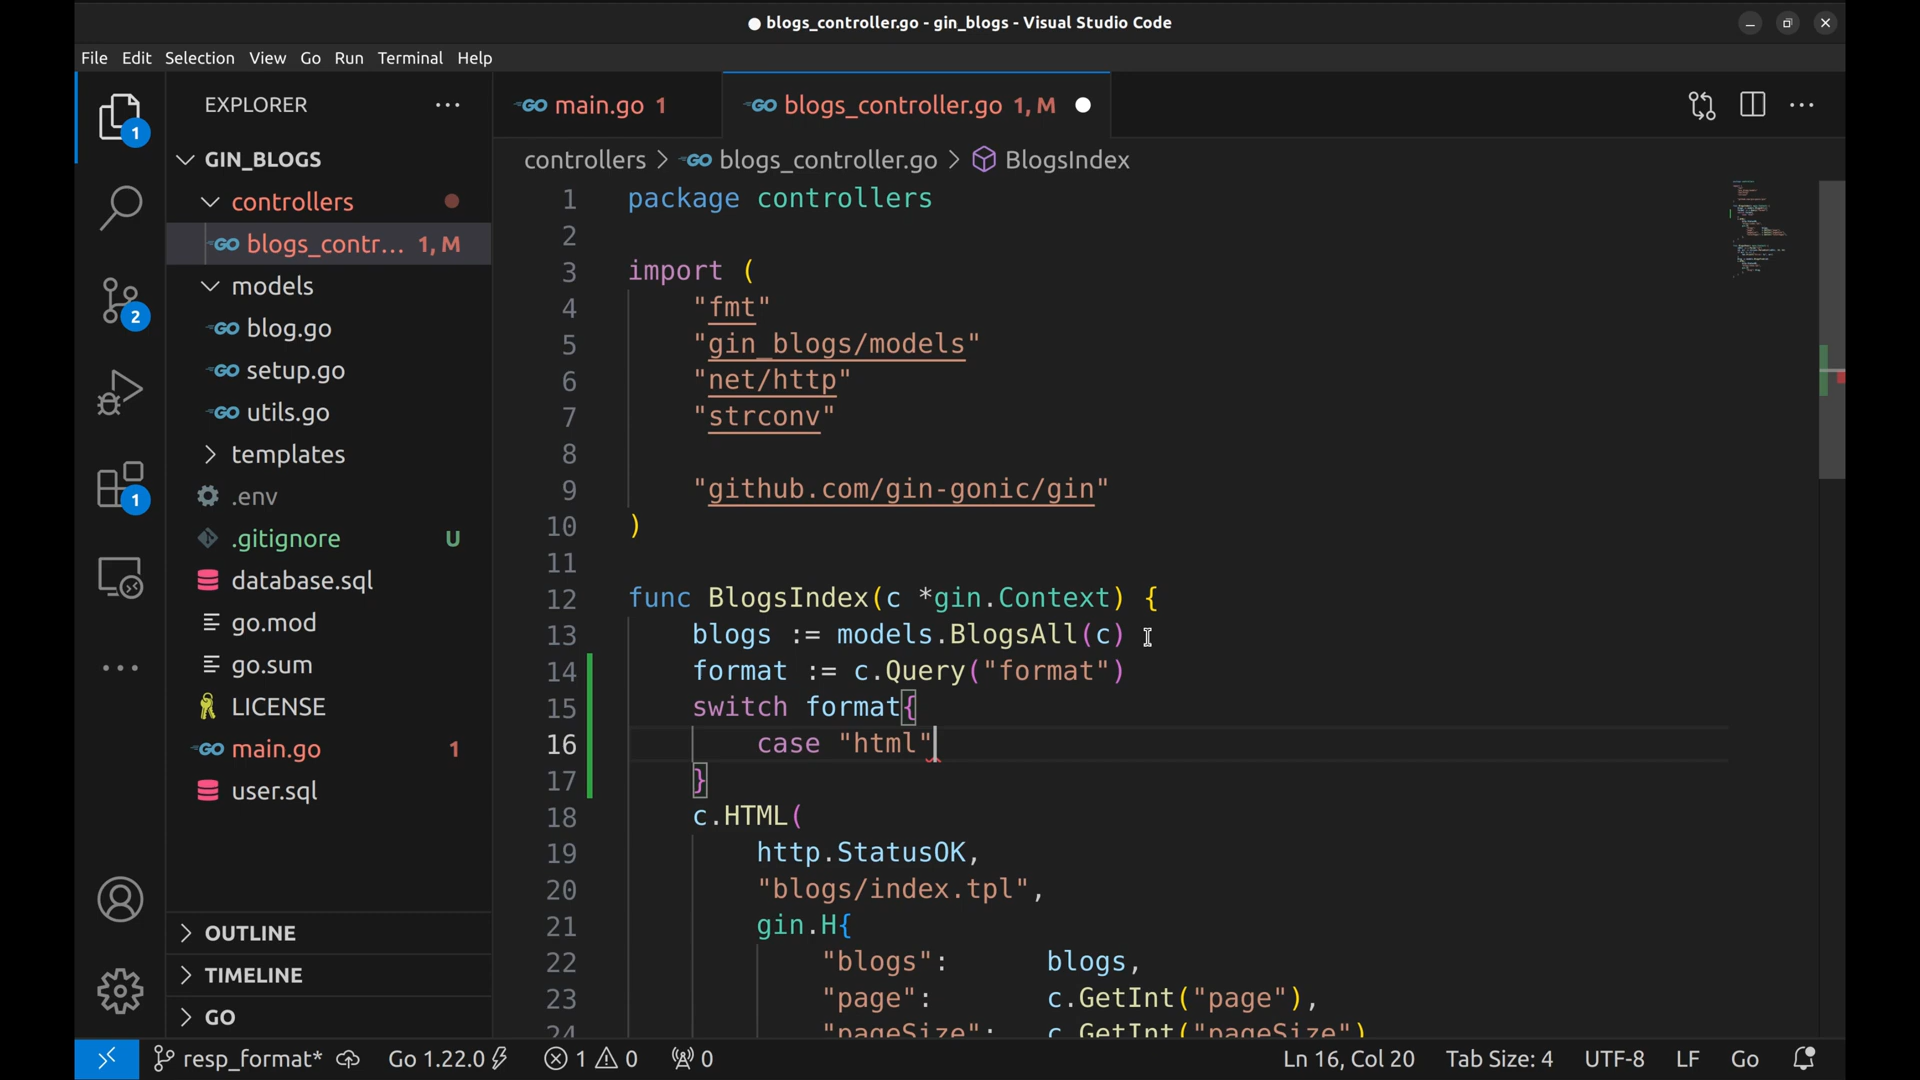 blogs_controller.go - gin_blogs - Visual Studio Code
File Edit Selection View Go Run Terminal Help
EXPLORER
GIN_BLOGS
controllers
blogs_contr... 1, M
models
blog.go
setup.go
utils.go
templates
.env
.gitignore U
database.sql
go.mod
go.sum
LICENSE
main.go 1
user.sql
OUTLINE
TIMELINE
GO
1
2
1
main.go 1
blogs_controller.go 1, M
controllers > blogs_controller.go > BlogsIndex
1 package controllers
2
3 import (
4 "fmt"
5 "gin_blogs/models"
6 "net/http"
7 "strconv"
8
9 "github.com/gin-gonic/gin"
10 )
11
12 func BlogsIndex(c *gin.Context) {
13 blogs := models.BlogsAll(c)
14 format := c.Query("format")
15 switch format{
16 case "html"
17 }
18 c.HTML(
19 http.StatusOK,
20 "blogs/index.tpl",
21 gin.H{
22 "blogs": blogs,
23 "page": c.GetInt("page"),
24 "pageSize": c.GetInt("pageSize")
resp_format* Go 1.22.0 1 0 0 Ln 16, Col 20 Tab Size: 4 UTF-8 LF Go